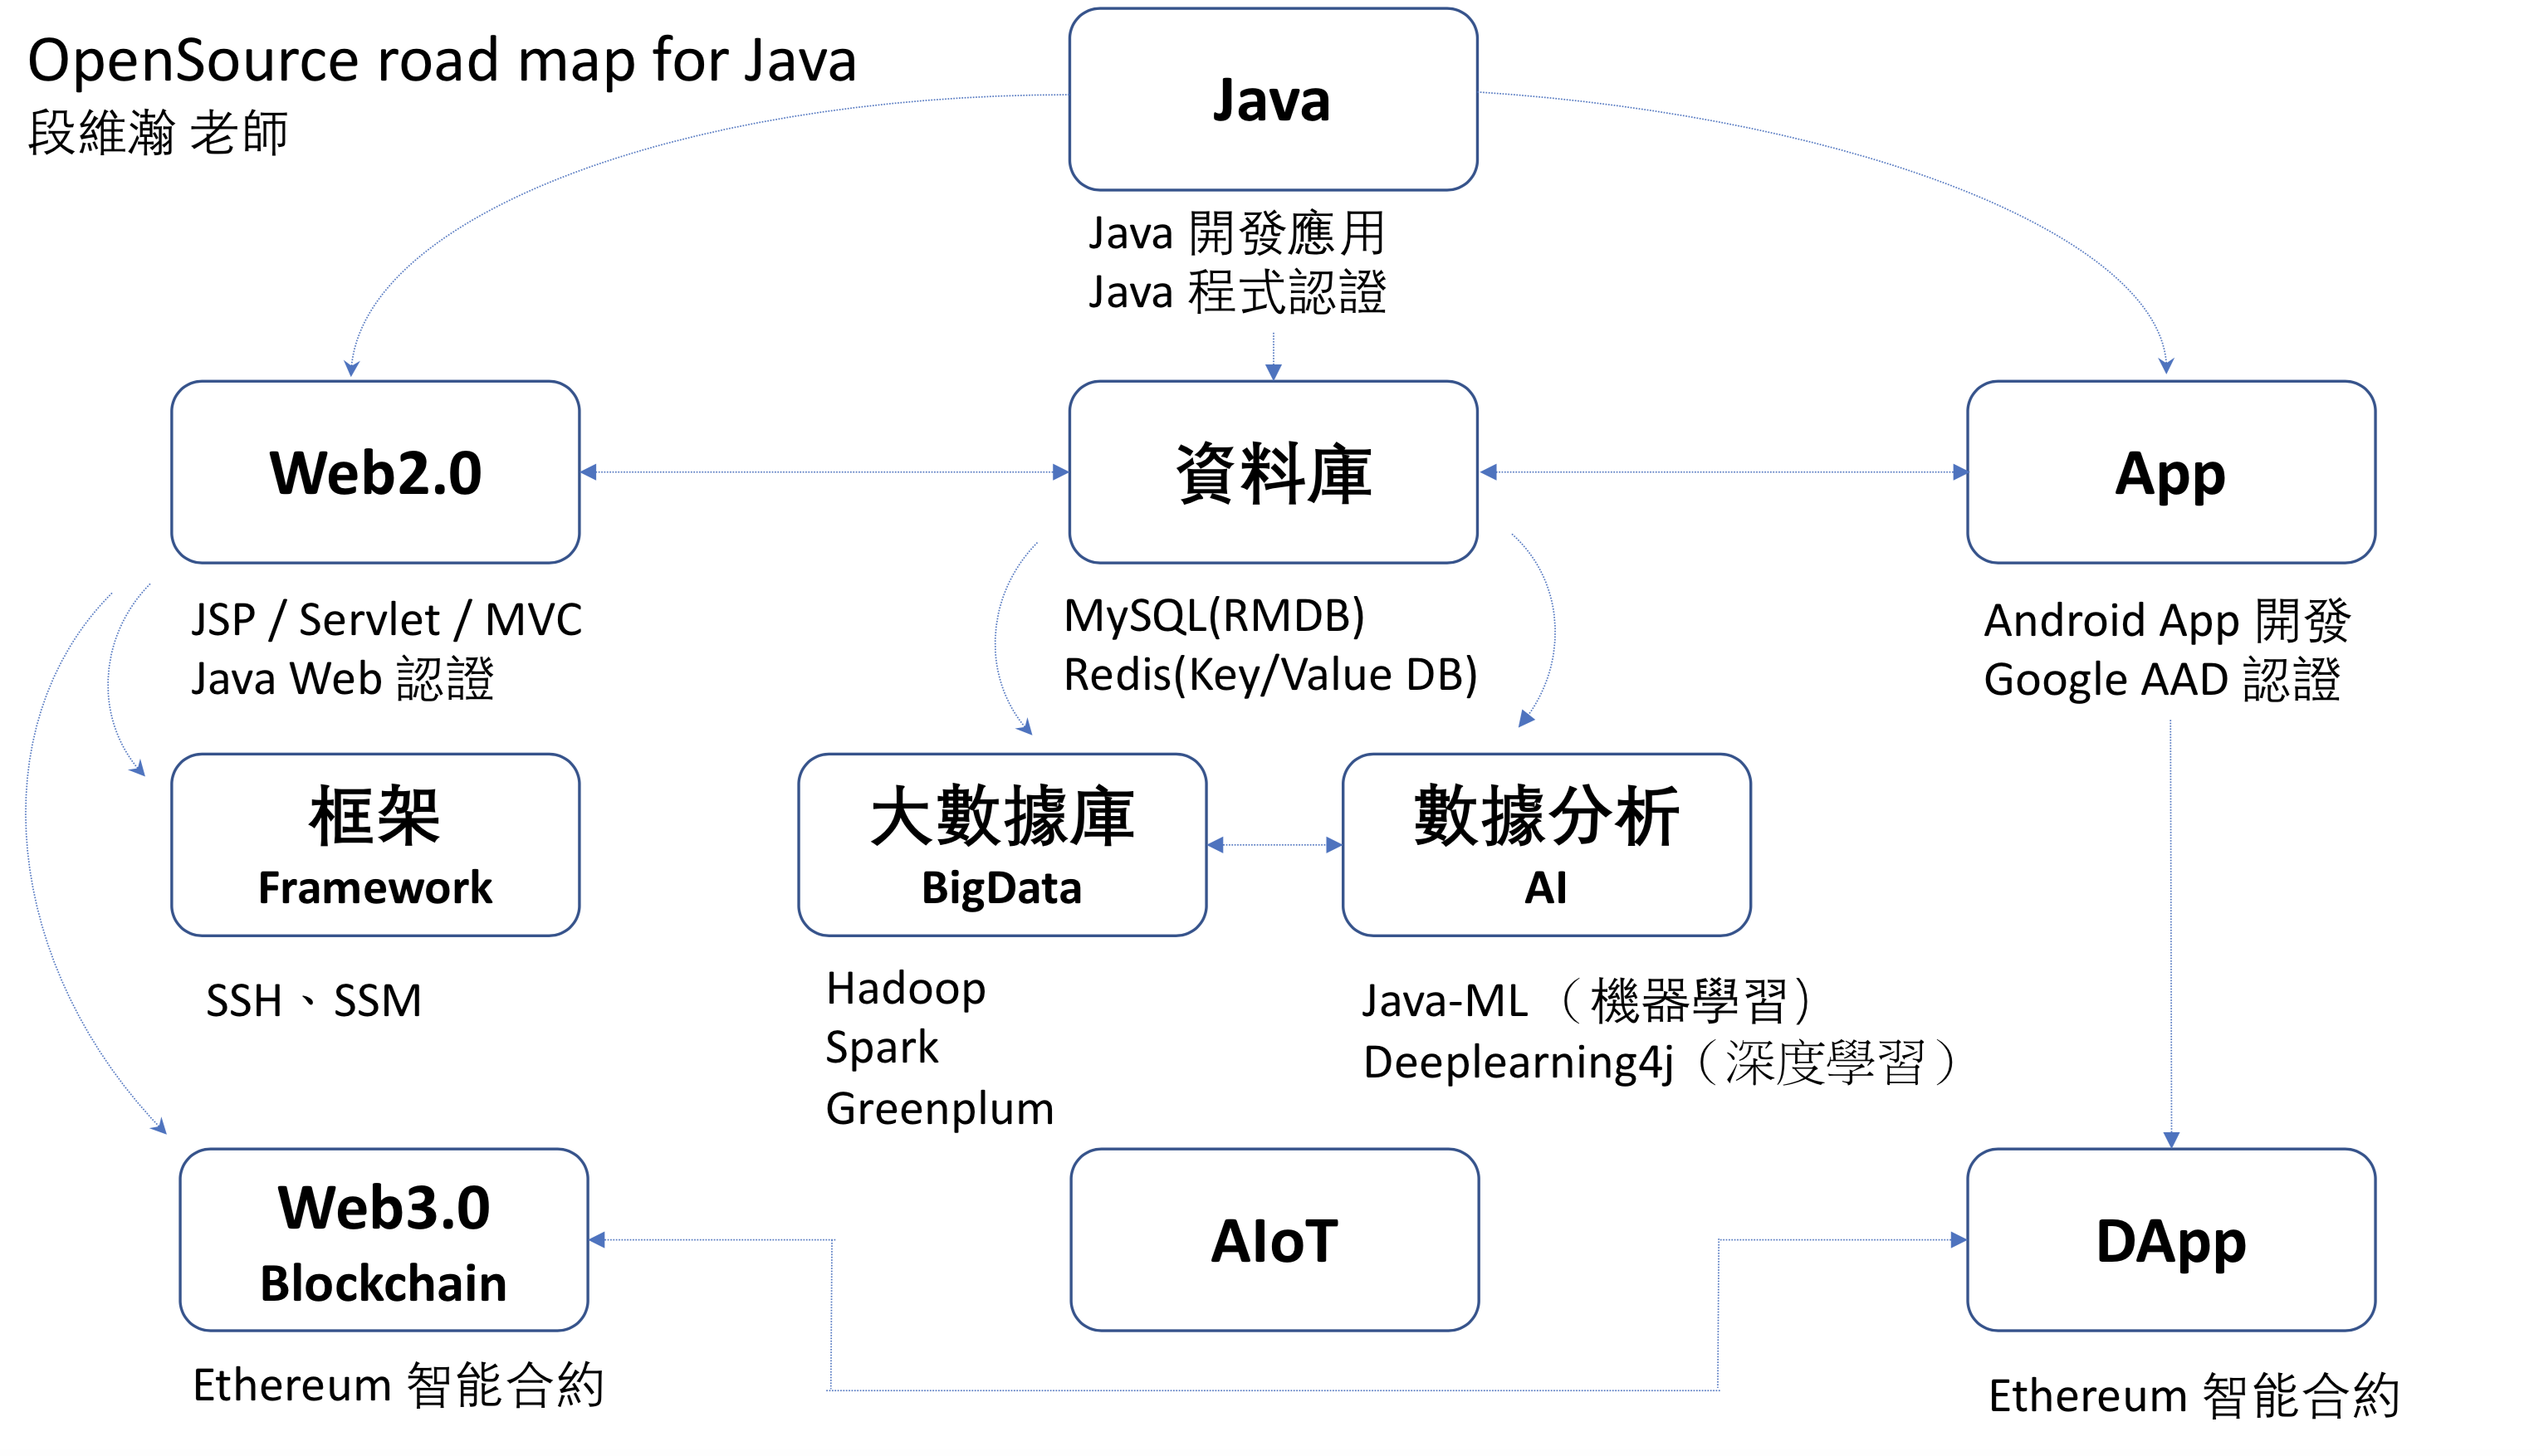 OpenSource road map for Java
段維瀚 老師
Java
Java 開發應用
Java 程式認證
Web2.0
資料庫
App
JSP / Servlet / MVC
Java Web 認證
MySQL(RMDB)
Redis(Key/Value DB)
Android App 開發
Google AAD 認證
框架
Framework
大數據庫
BigData
數據分析
AI
SSH、SSM
Hadoop
Spark
Greenplum
Java-ML（機器學習)
Deeplearning4j（深度學習）
Web3.0
Blockchain
AIoT
DApp
Ethereum 智能合約
Ethereum 智能合約